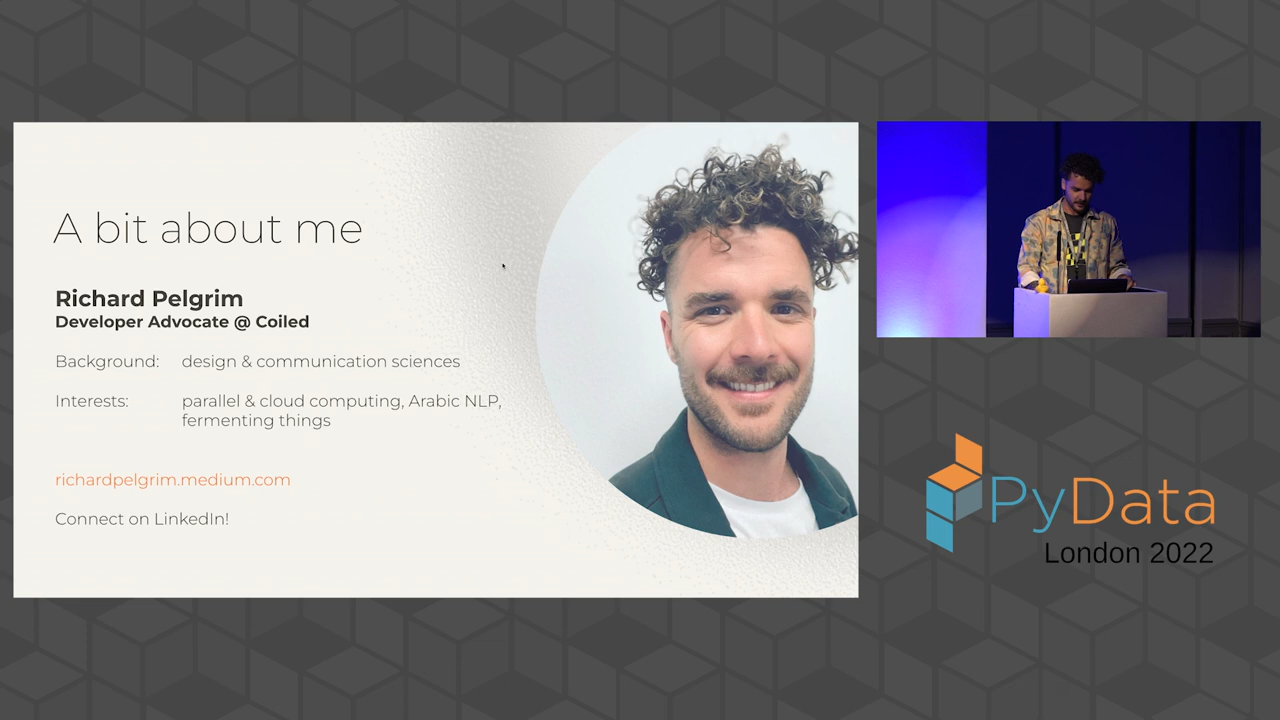 A bit about me
Richard Pelgrim
Developer Advocate @ Coiled
Background: design & communication sciences
Interests: parallel & cloud computing, Arabic NLP,
fermenting things
richardpelgrim.medium.com
Connect on LinkedIn!
PyData
London 2022